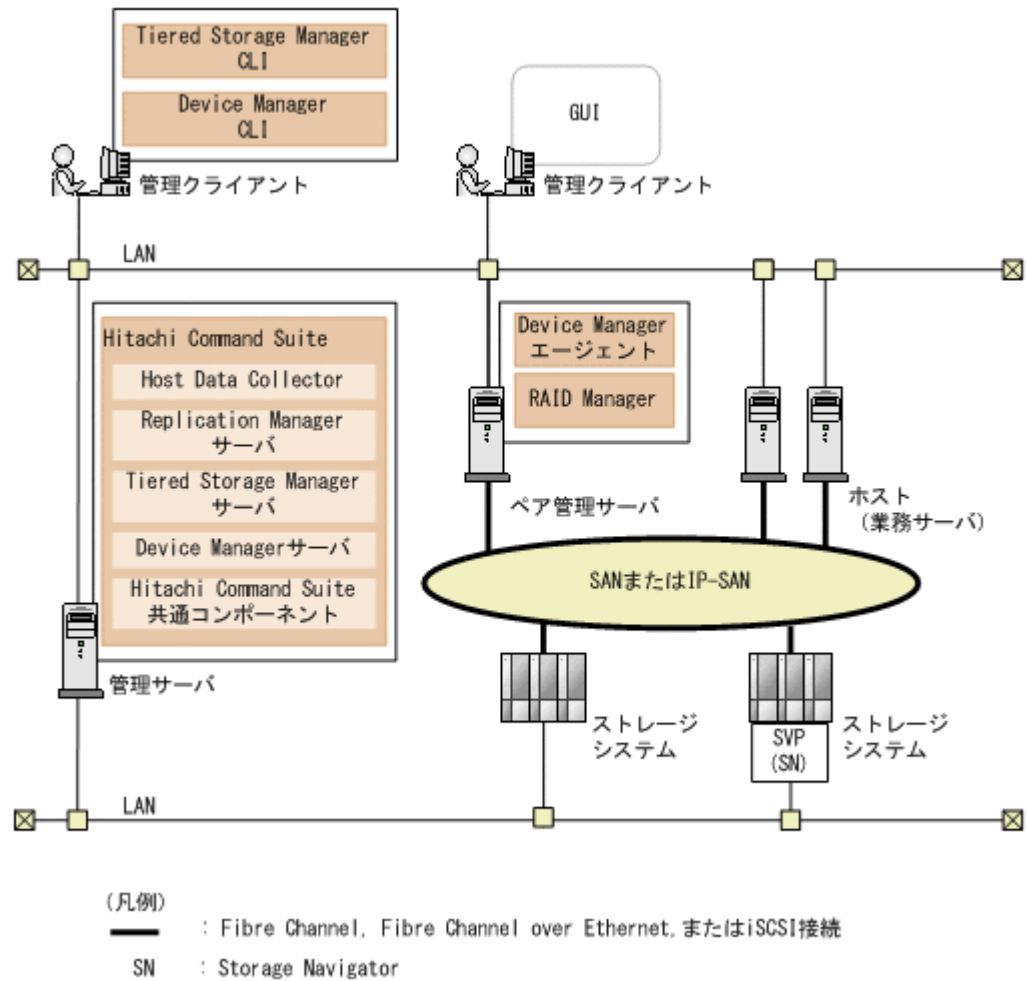 Tiered Storage Manager
CLI
Device Manager
CLI
管理クライアント
GUI
管理クライアント
LAN
Hitachi Command Suite
Host Data Collector
Replication Manager
サーバ
Tiered Storage Manager
サーバ
Device Managerサーバ
Hitachi Command Suite
共通コンポーネント
管理サーバ
Device Manager
エージェント
RAID Manager
ペア管理サーバ
ホスト
(業務サーバ)
SANまたはIP-SAN
ストレージ
システム
SVP
(SN)
ストレージ
システム
LAN
(凡例)
: Fibre Channel, Fibre Channel over Ethernet,またはiSCSI接続
SN : Storage Navigator